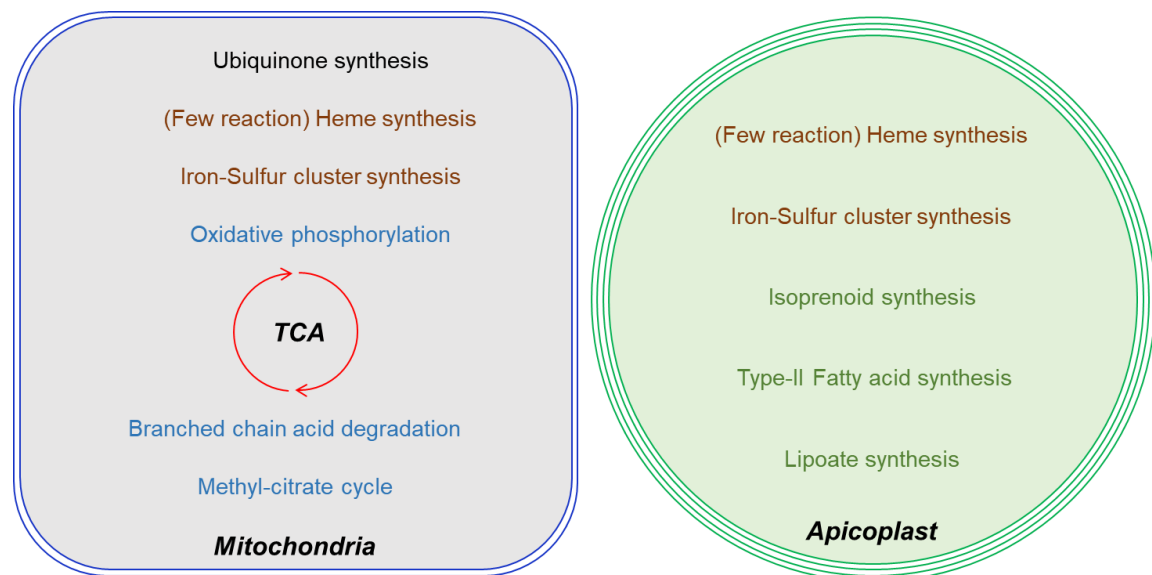 Ubiquinone synthesis
(Few reaction) Heme synthesis
Iron-Sulfur cluster synthesis
Oxidative phosphorylation
TCA
Branched chain acid degradation
Methyl-citrate cycle
Mitochondria
(Few reaction) Heme synthesis
Iron-Sulfur cluster synthesis
Isoprenoid synthesis
Type-II Fatty acid synthesis
Lipoate synthesis
Apicoplast